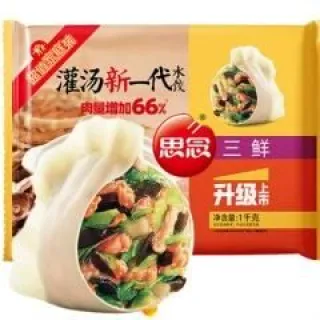 灌汤新一代水饺
肉量增加66%
思念
三鲜
升级上市
净含量:1千克